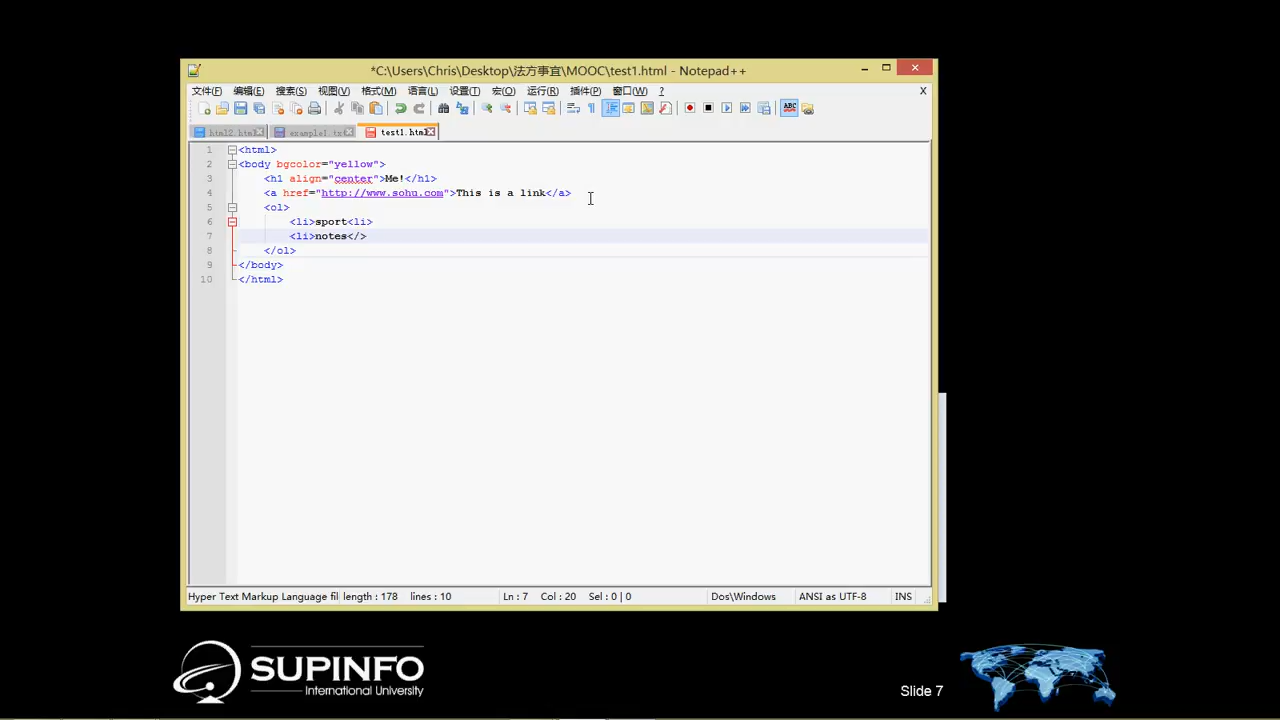 *C:\Users\Chris\Desktop\法方事宜\MOOC\test1.html - Notepad++
文件(F) 编辑(E) 搜索(S) 视图(V) 格式(M) 语言(L) 设置(T) 宏(O) 运行(R) 插件(P) 窗口(W) ? X
ABC
html2.html example1.txt test1.html
1 <html>
2 <body bgcolor="yellow">
3 <h1 align="center">Me!</h1>
4 <a href="http://www.sohu.com">This is a link</a>
5 <ol>
6 <li>sport<li>
7 <li>notes</>
8 </ol>
9 </body>
10 </html>
Hyper Text Markup Language fil length : 178 lines : 10 Ln : 7 Col : 20 Sel : 0 | 0 Dos\Windows ANSI as UTF-8 INS
SUPINFO
International University
Slide 7